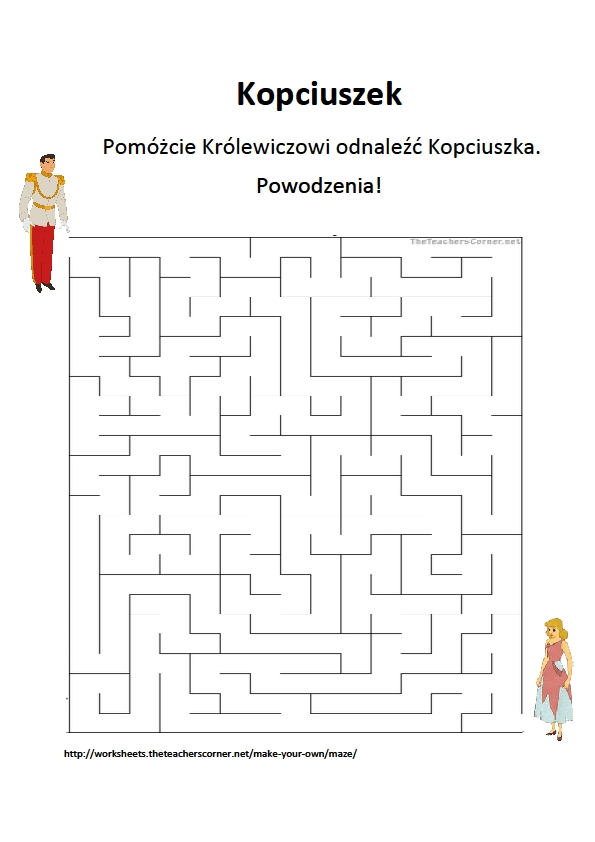 Kopciuszek
Pomóżcie Królewiczowi odnaleźć Kopciuszka.
Powodzenia!
TheTeachersCorner.net
http://worksheets.theteacherscorner.net/make-your-own/maze/